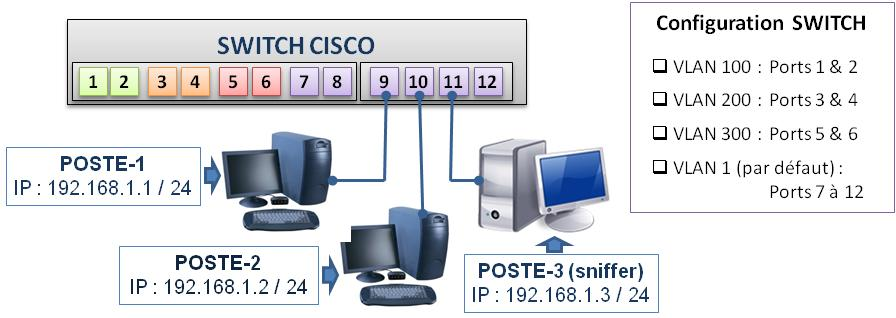 SWITCH CISCO
1 2 3 4 5 6 7 8 9 10 11 12
POSTE-1
IP : 192.168.1.1 / 24
POSTE-2
IP : 192.168.1.2 / 24
POSTE-3 (sniffer)
IP : 192.168.1.3 / 24
Configuration SWITCH
❑ VLAN 100 : Ports 1 & 2
❑ VLAN 200 : Ports 3 & 4
❑ VLAN 300 : Ports 5 & 6
❑ VLAN 1 (par défaut) :
Ports 7 à 12